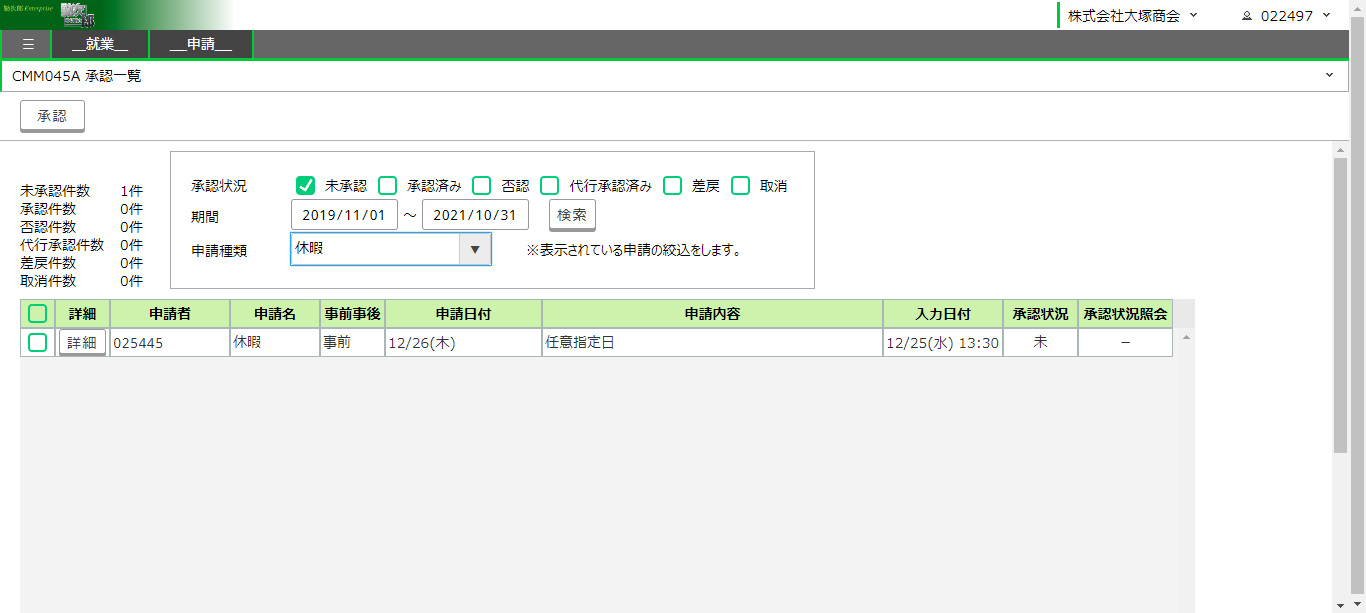 勤次郎 Enterprise
株式会社大塚商会 022497
☰ __就業__ __申請__
CMM045A 承認一覧
承認
承認状況 未承認 承認済み 否認 代行承認済み 差戻 取消
期間 2019/11/01 ～ 2021/10/31 検索
申請種類 休暇 ▼ ※表示されている申請の絞込をします。
未承認件数 1件
承認件数 0件
否認件数 0件
代行承認件数 0件
差戻件数 0件
取消件数 0件
詳細 申請者 申請名 事前事後 申請日付 申請内容 入力日付 承認状況 承認状況照会
詳細 025445 休暇 事前 12/26(木) 任意指定日 12/25(水) 13:30 未 −